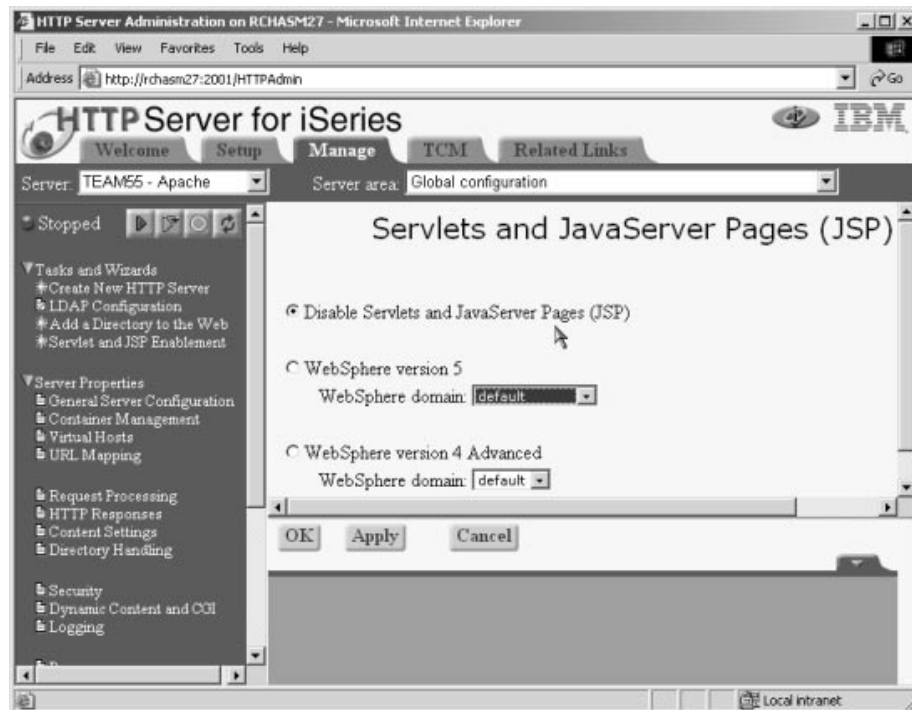 HTTP Server Administration on RCHASM27 - Microsoft Internet Explorer
File Edit View Favorites Tools Help
Address http://rchasm27:2001/HTTPAdmin Go
HTTP Server for iSeries
IBM
Welcome Setup Manage TCM Related Links
Server: TEAM55 - Apache Server area: Global configuration
Stopped
Tasks and Wizards
Create New HTTP Server
LDAP Configuration
Add a Directory to the Web
Servlet and JSP Enablement
Server Properties
General Server Configuration
Container Management
Virtual Hosts
URL Mapping
Request Processing
HTTP Responses
Content Settings
Directory Handling
Security
Dynamic Content and CGI
Logging
Servlets and JavaServer Pages (JSP)
Disable Servlets and JavaServer Pages (JSP)
WebSphere version 5
WebSphere domain: default
WebSphere version 4 Advanced
WebSphere domain: default
OK Apply Cancel
Local intranet